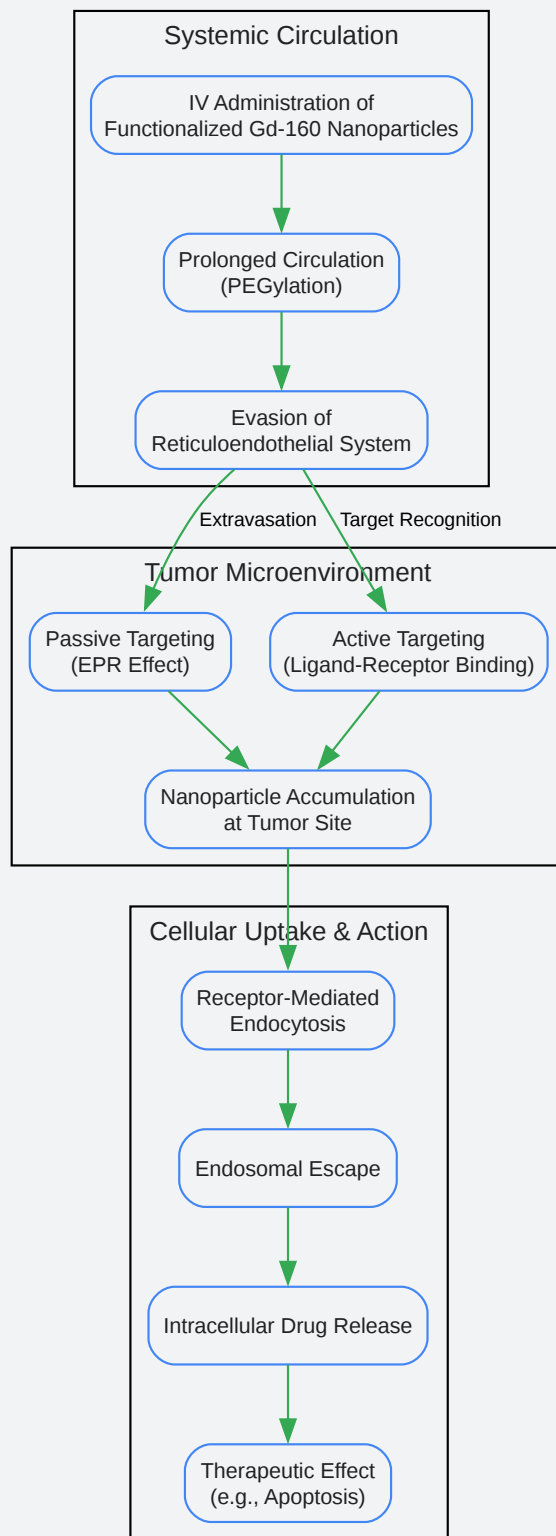 Systemic Circulation
IV Administration of
Functionalized Gd-160 Nanoparticles
Prolonged Circulation
(PEGylation)
Evasion of
Reticuloendothelial System
Extravasation
Target Recognition
Tumor Microenvironment
Passive Targeting
(EPR Effect)
Active Targeting
(Ligand-Receptor Binding)
Nanoparticle Accumulation
at Tumor Site
Cellular Uptake & Action
Receptor-Mediated
Endocytosis
Endosomal Escape
Intracellular Drug Release
Therapeutic Effect
(e.g., Apoptosis)